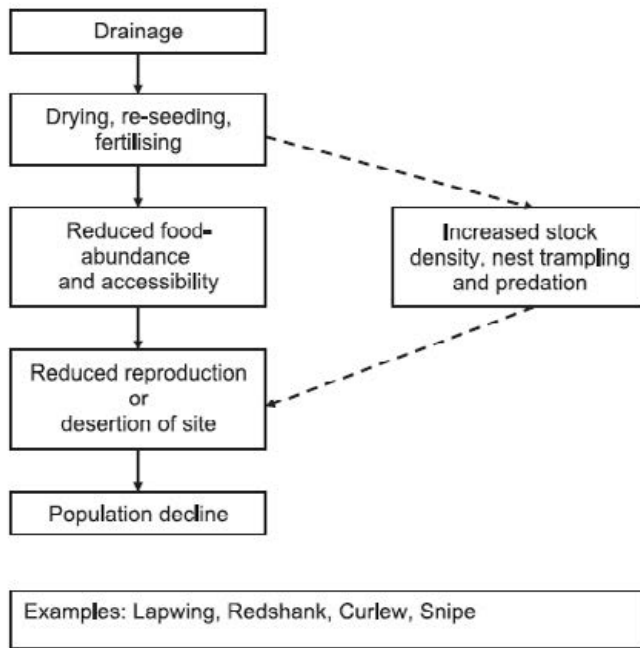 Drainage
Drying, re-seeding,
fertilising
Reduced food-
abundance
and accessibility
Increased stock
density, nest trampling
and predation
Reduced reproduction
or
desertion of site
Population decline
Examples: Lapwing, Redshank, Curlew, Snipe